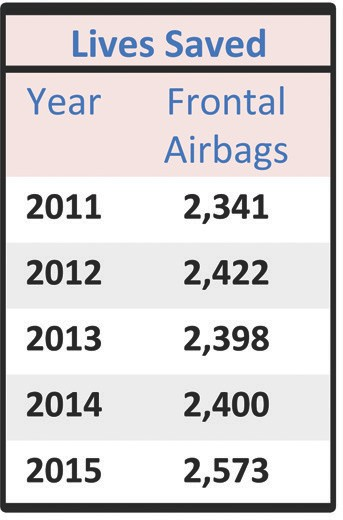 Lives Saved
Year Frontal
Airbags
2011 2,341
2012 2,422
2013 2,398
2014 2,400
2015 2,573